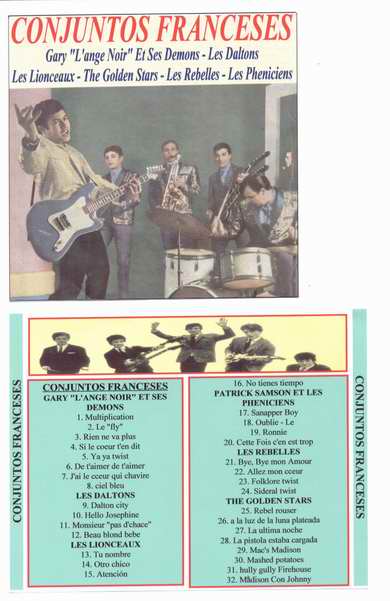 CONJUNTOS FRANCESES
Gary "L'ange Noir" Et Ses Demons - Les Daltons
Les Lionceaux - The Golden Stars - Les Rebelles - Les Pheniciens
CONJUNTOS FRANCESES
CONJUNTOS FRANCESES
GARY "L'ANGE NOIR" ET SES
DEMONS
1. Multiplication
2. Le "fly"
3. Rien ne va plus
4. Si le coeur t'en dit
5. Ya ya twist
6. De t'aimer de t'aimer
7. J'ai le cceur qui chavire
8. ciel bleu
LES DALTONS
9. Dalton city
10. Hello Josephine
11. Monsieur "pas d'chace"
12. Beau blond bebe
LES LIONCEAUX
13. Tu nombre
14. Otro chico
15. Atención
16. No tienes tiempo
PATRICK SAMSON ET LES
PHENICIENS
17. Sanapper Boy
18. Oublie - Le
19. Ronnie
20. Cette Fois c'en est trop
LES REBELLES
21. Bye, Bye mon Amour
22. Allez mon cceur
23. Folklore twist
24. Sideral twist
THE GOLDEN STARS
25. Rebel rouser
26. a la luz de la luna plateada
27. La ultima noche
28. La pistola estaba cargada
29. Mac's Madison
30. Mashed potatoes
31. hully gully Firehouse
32. Mhdison Con Johnny
CONJUNTOS FRANCESES